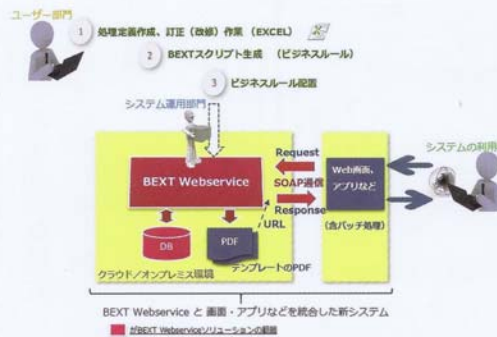 ユーザー部門
1 処理定義作成、訂正（改修）作業（EXCEL）
2 BEXTスクリプト生成 （ビジネスルール）
3 ビジネスルール配置
システム運用部門
システムの利用
BEXT Webservice
Request
SOAP通信
Response
URL
Web画面、
アプリなど
（含バッチ処理）
DB
PDF
テンプレートのPDF
クラウド／オンプレミス環境
BEXT Webservice と 画面・アプリなどを統合した新システム
がBEXT Webserviceソリューションの範囲